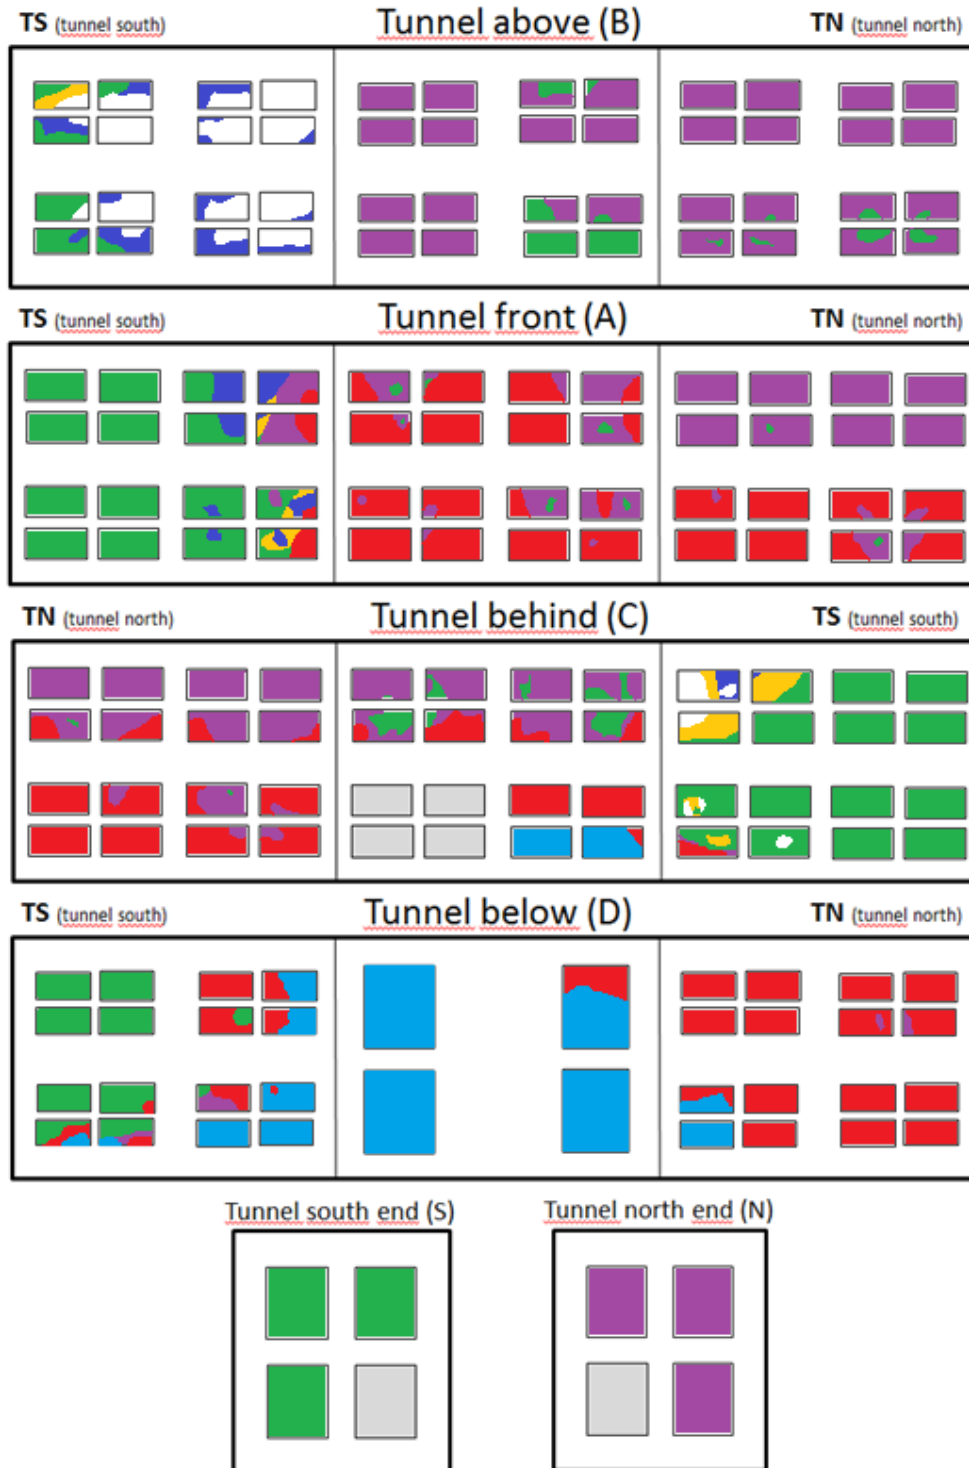 TS (tunnel south) Tunnel above (B) TN (tunnel north)
TS (tunnel south) Tunnel front (A) TN (tunnel north)
TN (tunnel north) Tunnel behind (C) TS (tunnel south)
TS (tunnel south) Tunnel below (D) TN (tunnel north)
Tunnel south end (S) Tunnel north end (N)